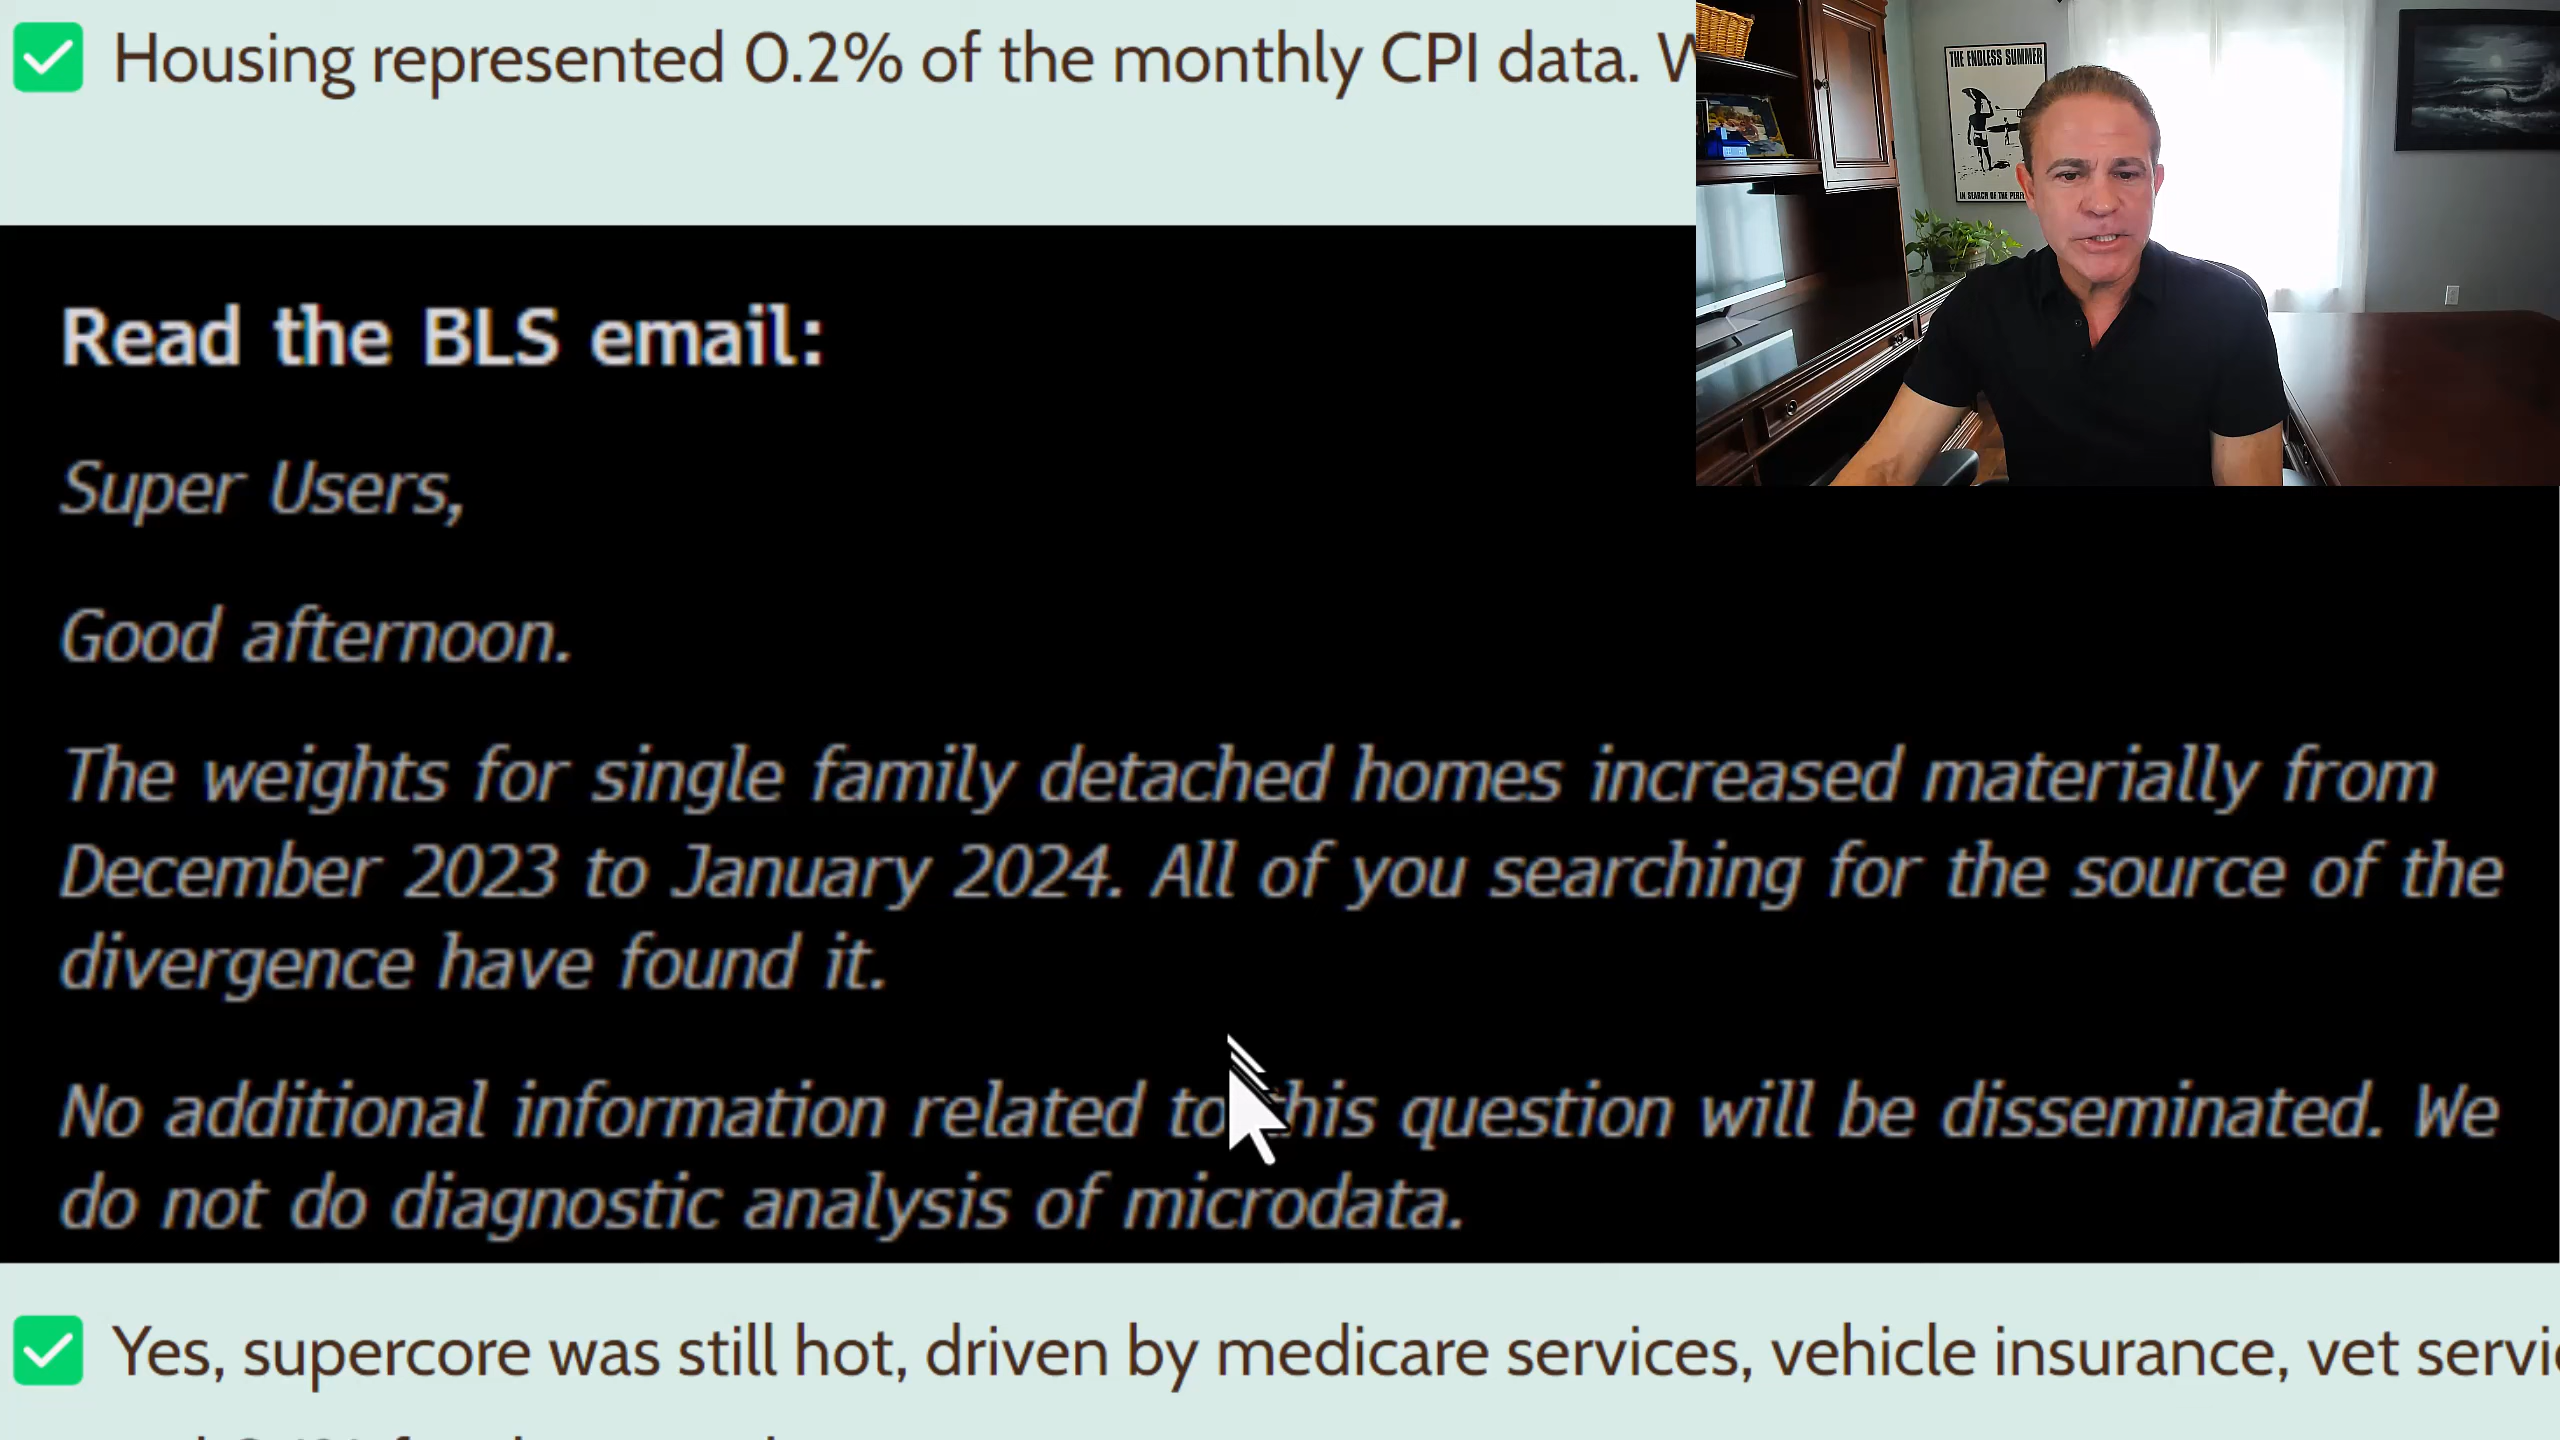 Housing represented 0.2% of the monthly CPI data.
THE ENDLESS SUMMER
IN SEARCH OF THE
Read the BLS email:
Super Users,
Good afternoon.
The weights for single family detached homes increased materially from
December 2023 to January 2024. All of you searching for the source of the
divergence have found it.
No additional information related to this question will be disseminated. We
do not do diagnostic analysis of microdata.
Yes, supercore was still hot, driven by medicare services, vehicle insurance, vet